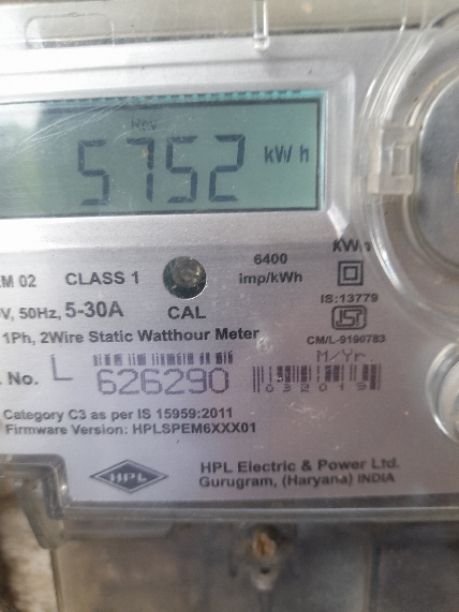 Rev
5752 kWh
M 02 CLASS 1 6400 imp/kWh
V, 50Hz, 5-30A CAL
IS:13779
1Ph, 2Wire Static Watthour Meter
CM/L-9190783
M/Yr
. No. L 626290
032019
Category C3 as per IS 15959:2011
Firmware Version: HPLSPEM6XXX01
HPL
HPL Electric & Power Ltd.
Gurugram, (Haryana) INDIA